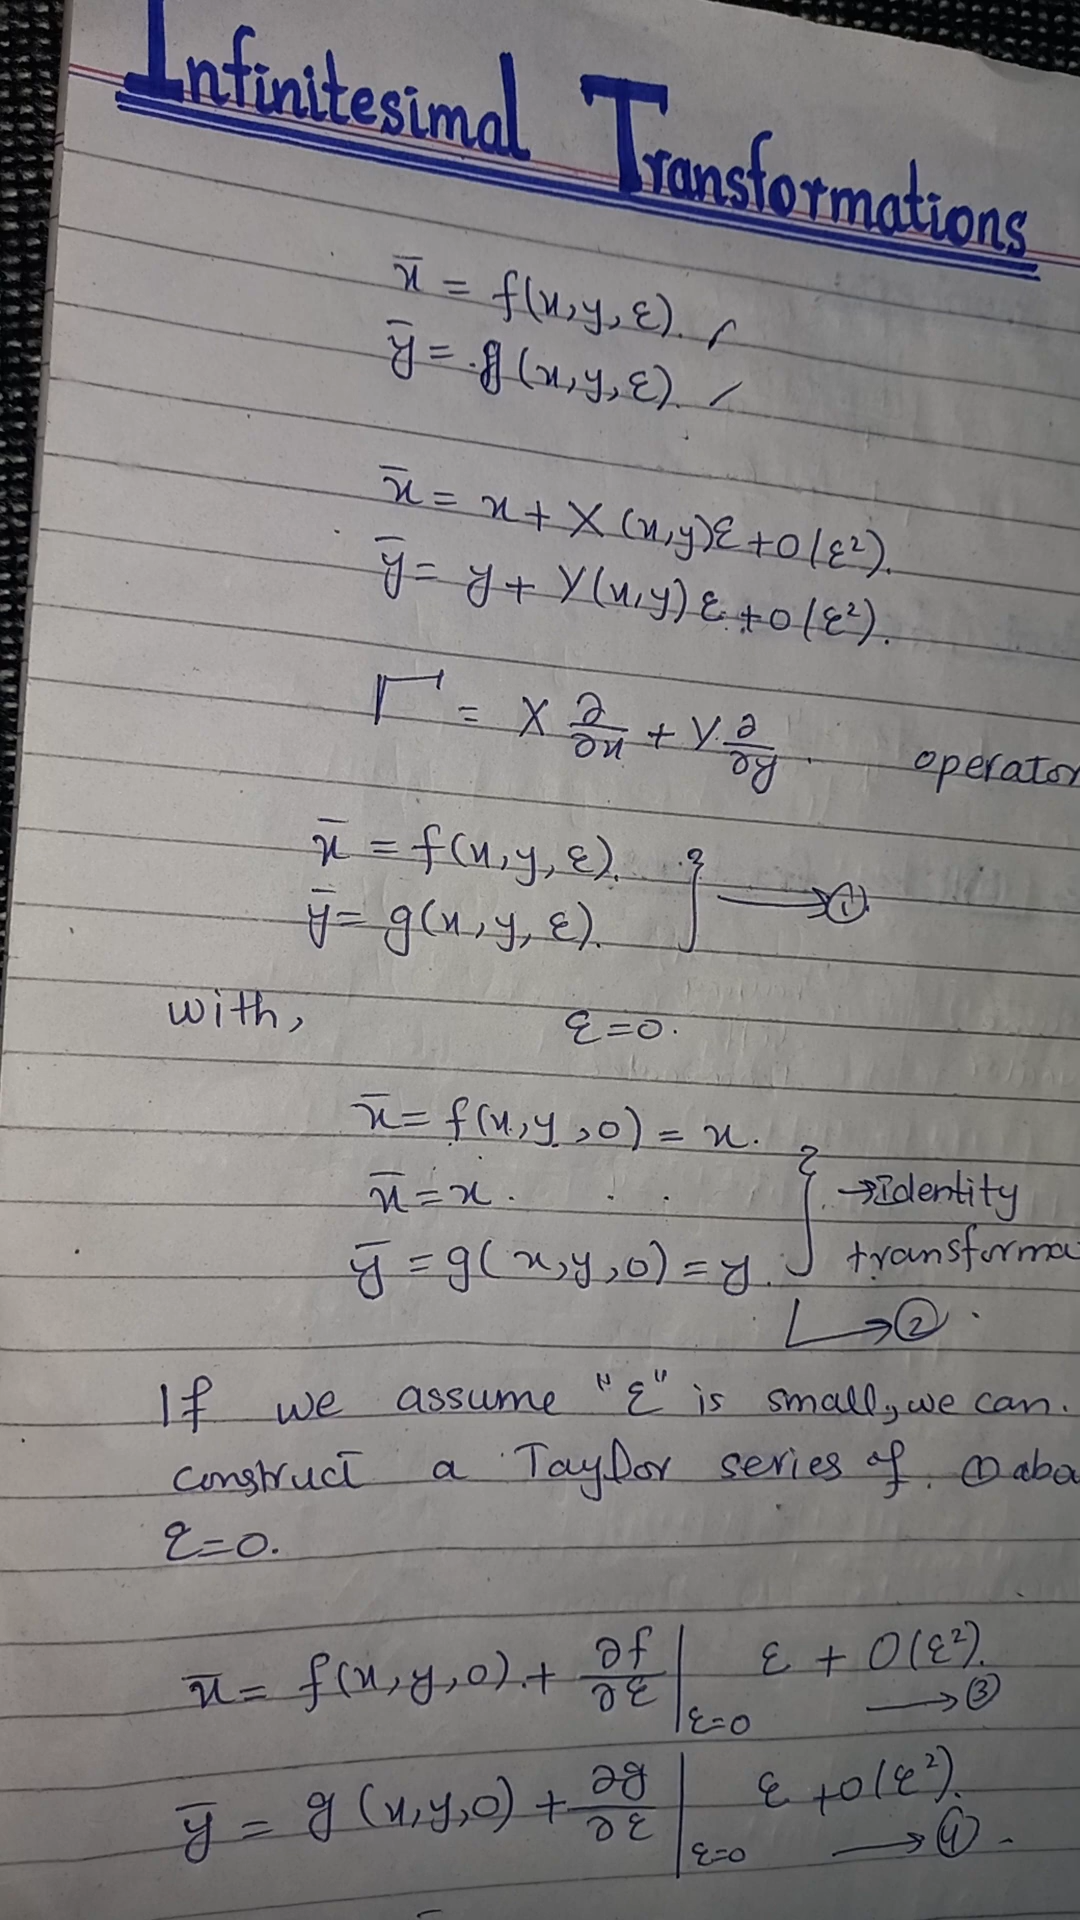 Infinitesimal Transformations
x̄ = f(x,y,ε).
ȳ = g(x,y,ε).
x̄ = x + X(x,y)ε + O(ε²).
ȳ = y + Y(x,y)ε + O(ε²).
Γ = X ∂/∂x + Y ∂/∂y . operator
x̄ = f(x,y,ε).
ȳ = g(x,y,ε). } → ①
with, ε=0.
x̄ = f(x,y,0) = x.
x̄ = x. } → identity
ȳ = g(x,y,0) = y. transforma
→ ②
If we assume "ε" is small, we can
construct a Taylor series of ① abo
ε=0.
x̄ = f(x,y,0) + ∂f/∂ε |ε=0 ε + O(ε²). → ③
ȳ = g(x,y,0) + ∂g/∂ε |ε=0 ε + O(ε²). → ④